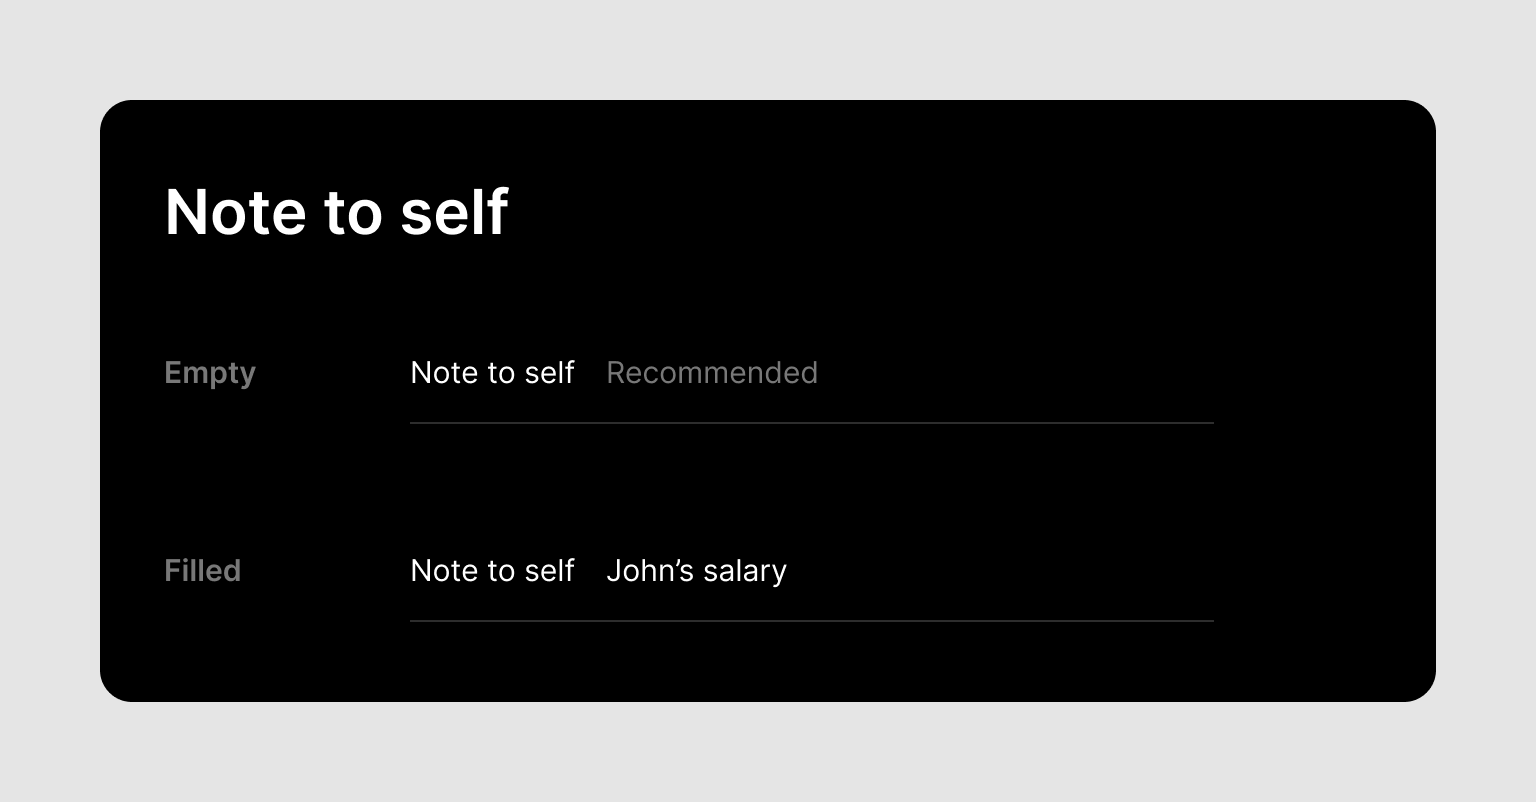 Note to self
Empty Note to self Recommended
Filled Note to self John’s salary